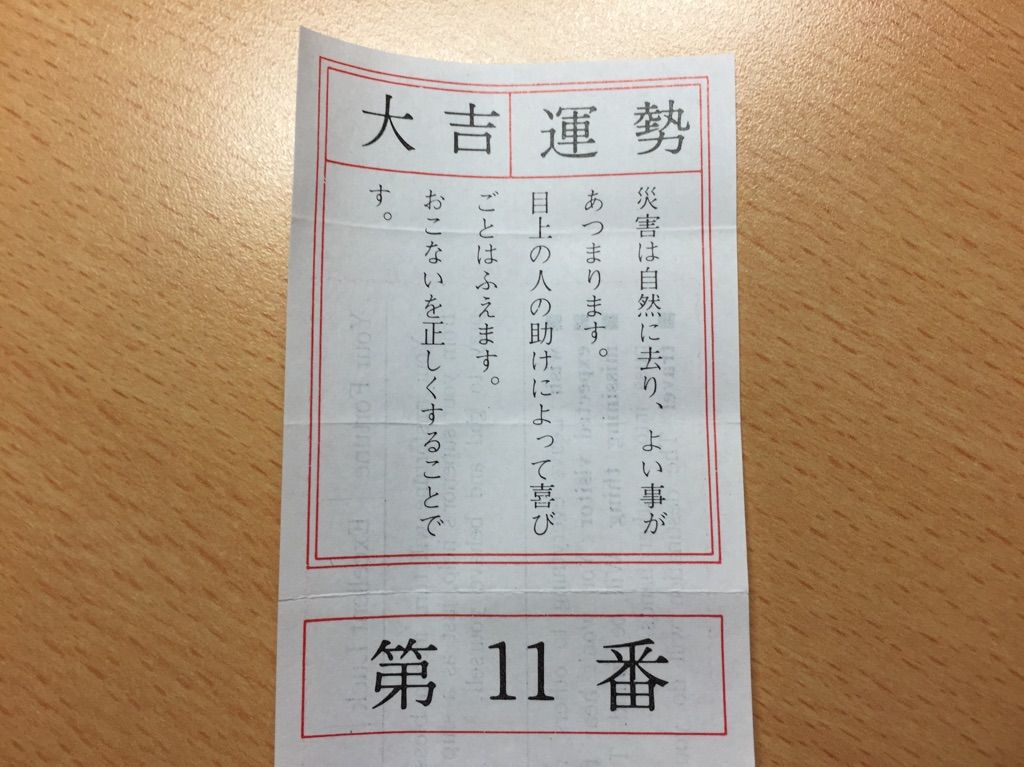 大吉 運勢
災害は自然に去り、よい事が
あつまります。
目上の人の助けによって喜び
ごとはふえます。
おこないを正しくすることで
す。
第11番